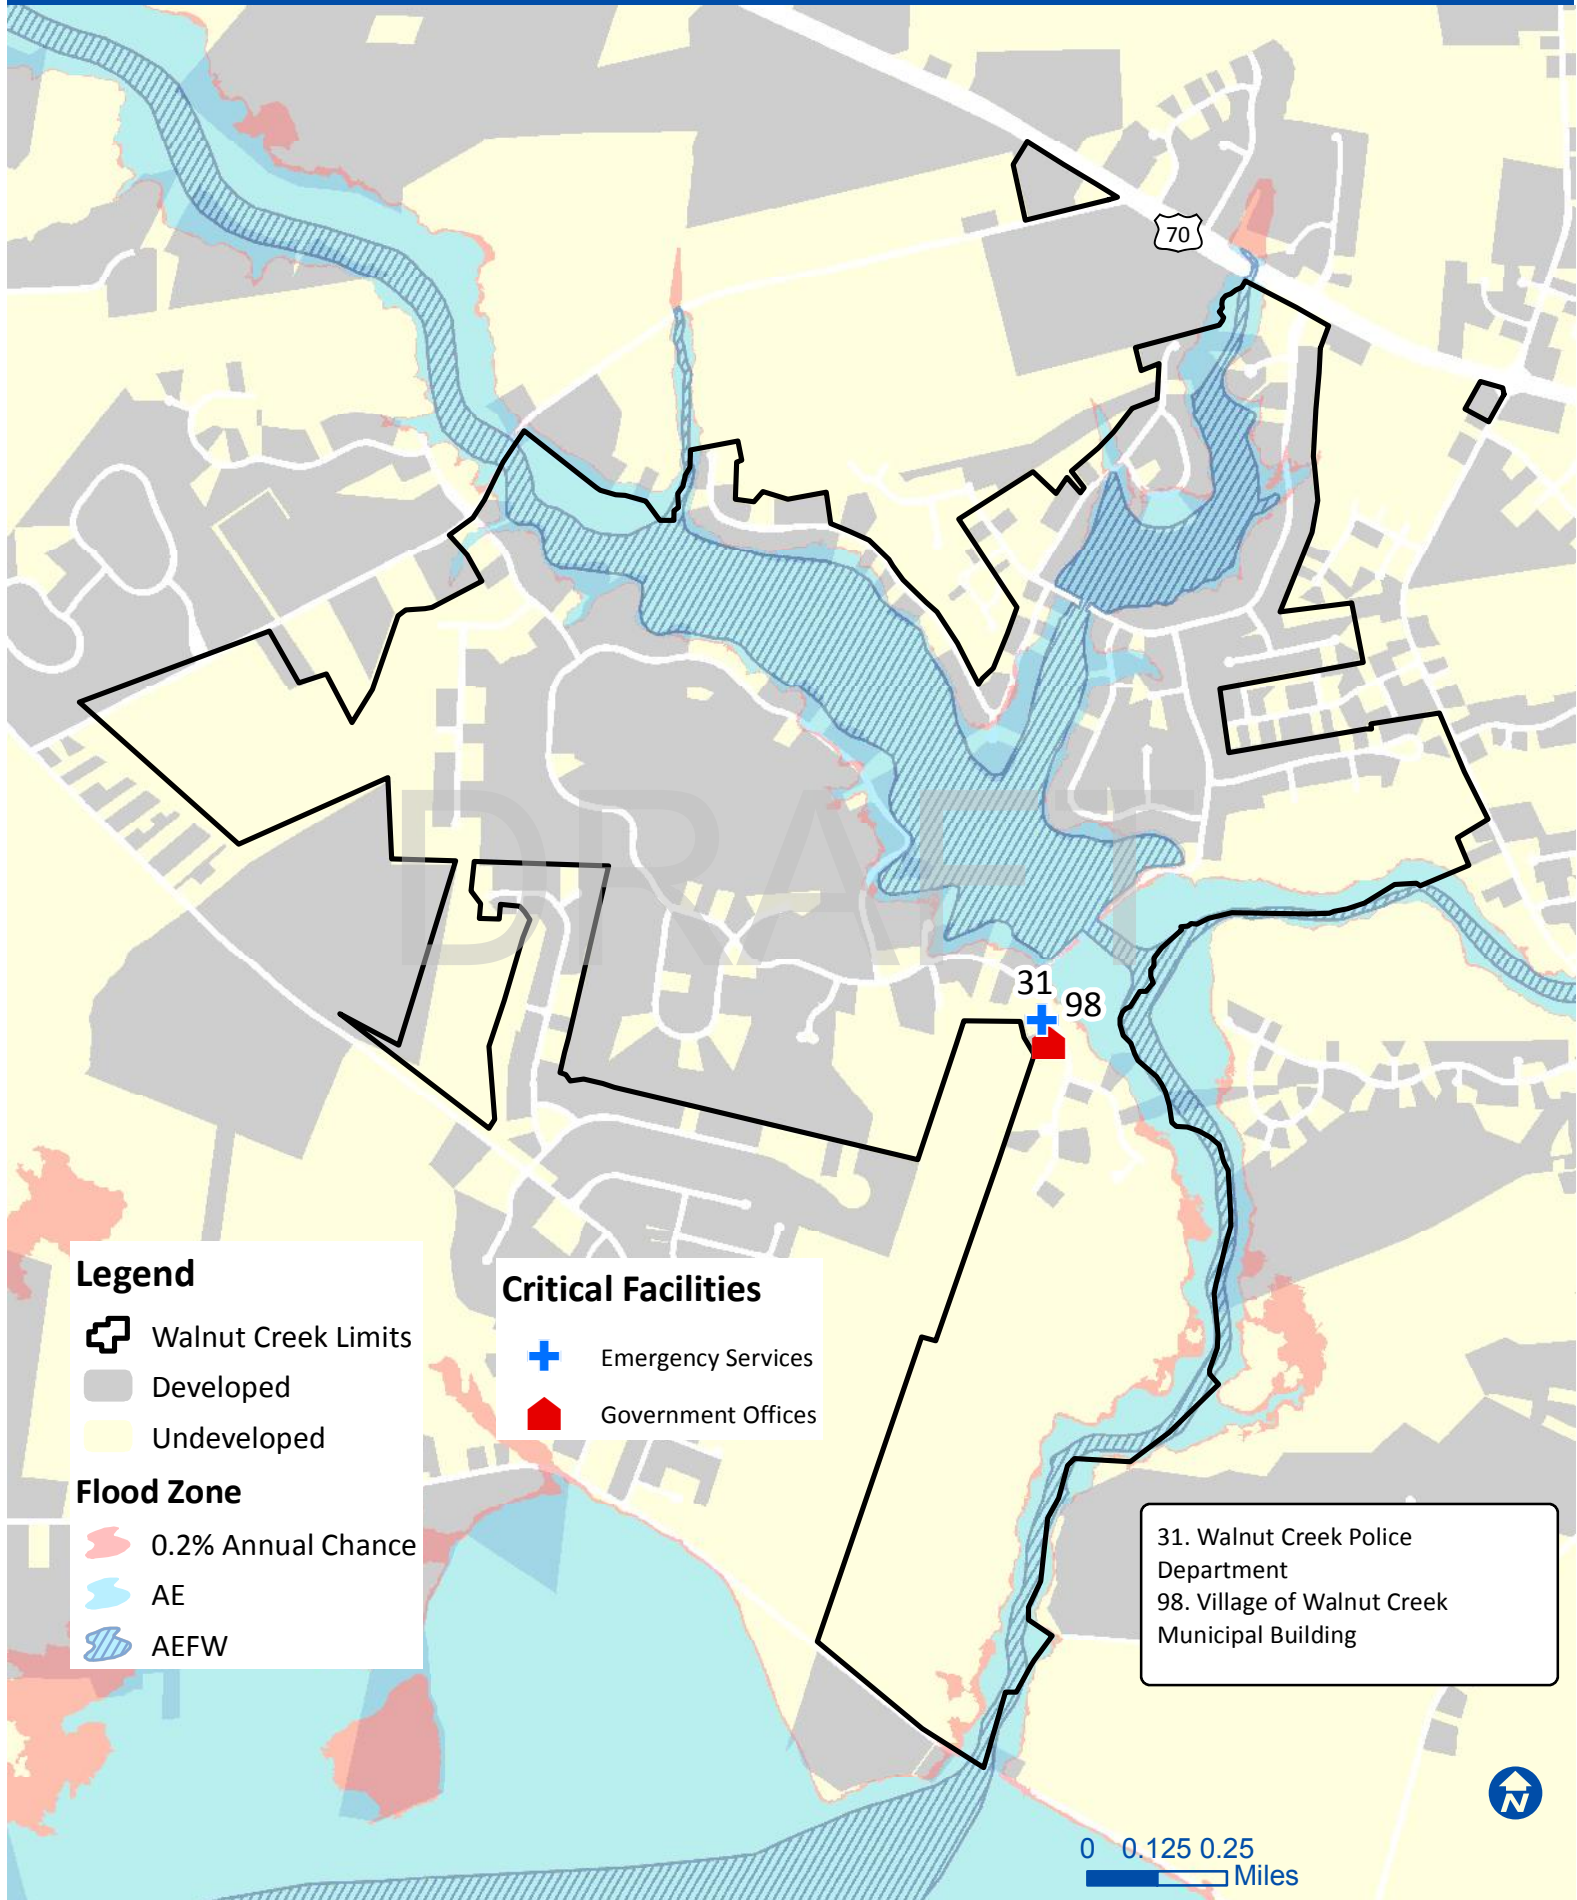 70
DRAFT
31
98
Legend
Walnut Creek Limits
Developed
Undeveloped
Flood Zone
0.2% Annual Chance
AE
AEFW
Critical Facilities
Emergency Services
Government Offices
31. Walnut Creek Police
Department
98. Village of Walnut Creek
Municipal Building
N
0 0.125 0.25
Miles